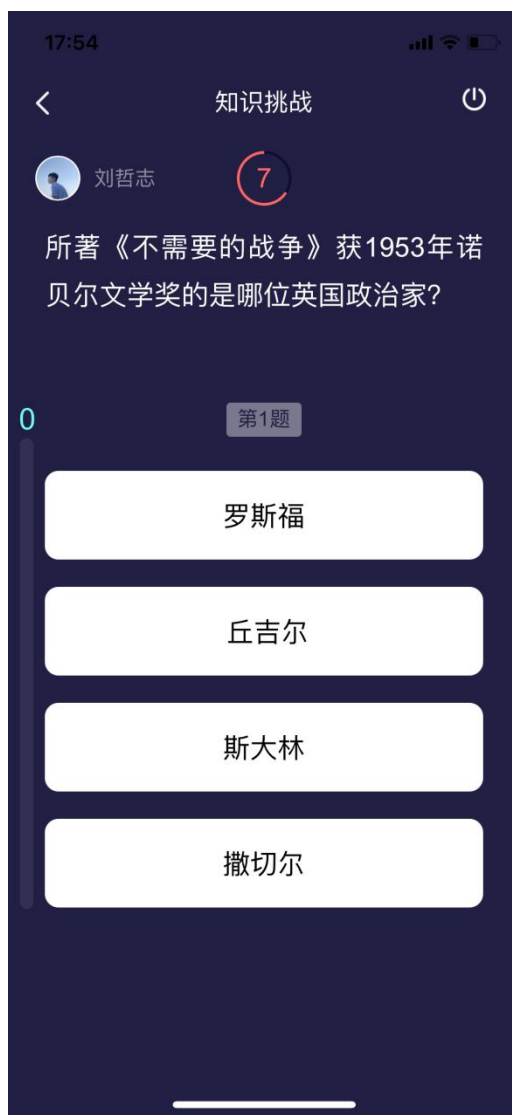 17:54
知识挑战
刘哲志
7
所著《不需要的战争》获1953年诺
贝尔文学奖的是哪位英国政治家?
0
第1题
罗斯福
丘吉尔
斯大林
撒切尔